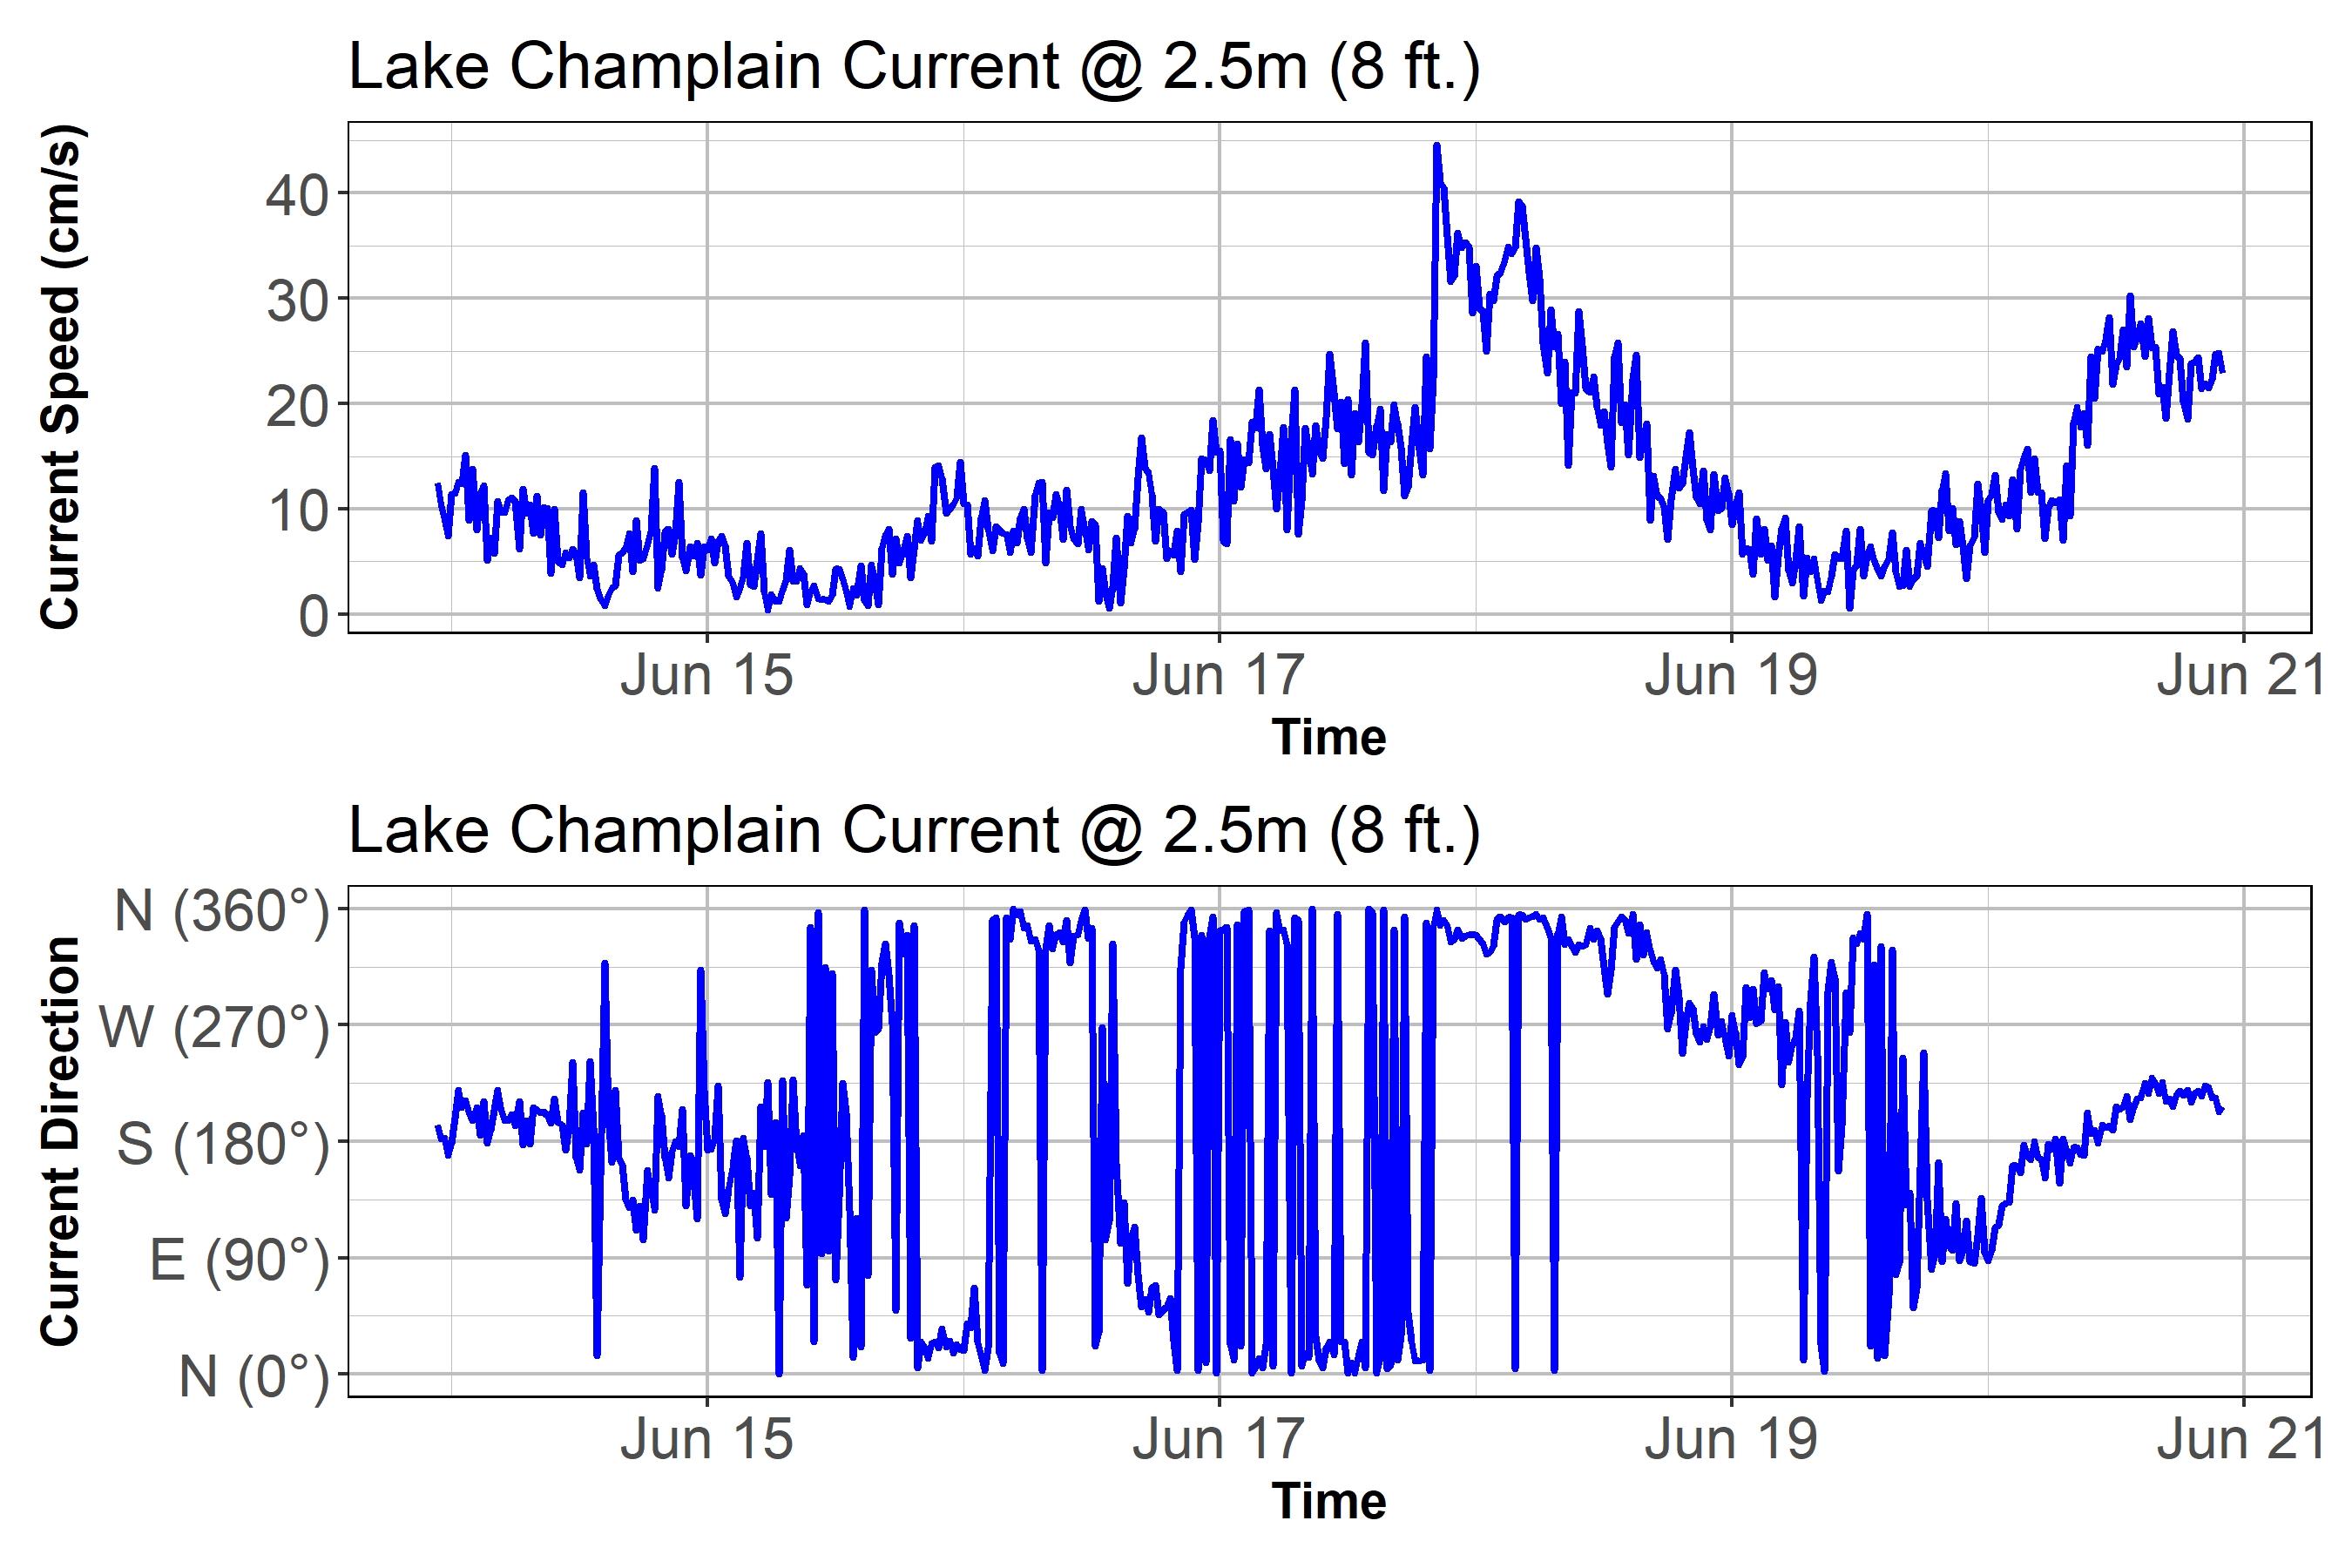 Lake Champlain Current @ 2.5m (8 ft.)
Current Speed (cm/s)
40
30
20
10
0
Jun 15 Jun 17 Jun 19 Jun 21
Time
Lake Champlain Current @ 2.5m (8 ft.)
Current Direction
N (360°)
W (270°)
S (180°)
E (90°)
N (0°)
Jun 15 Jun 17 Jun 19 Jun 21
Time